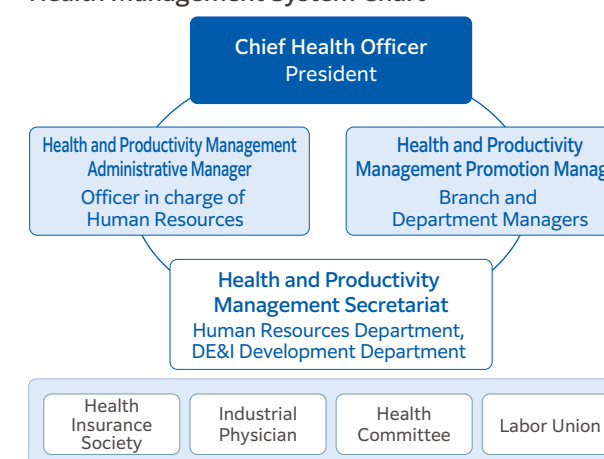 Chief Health Officer
President
Health and Productivity Management
Administrative Manager
Officer in charge of
Human Resources
Health and Productivity
Management Promotion
Branch and
Department Managers
Health and Productivity
Management Secretariat
Human Resources Department,
DE&I Development Department
Health
Insurance
Society
Industrial
Physician
Health
Committee
Labor Union